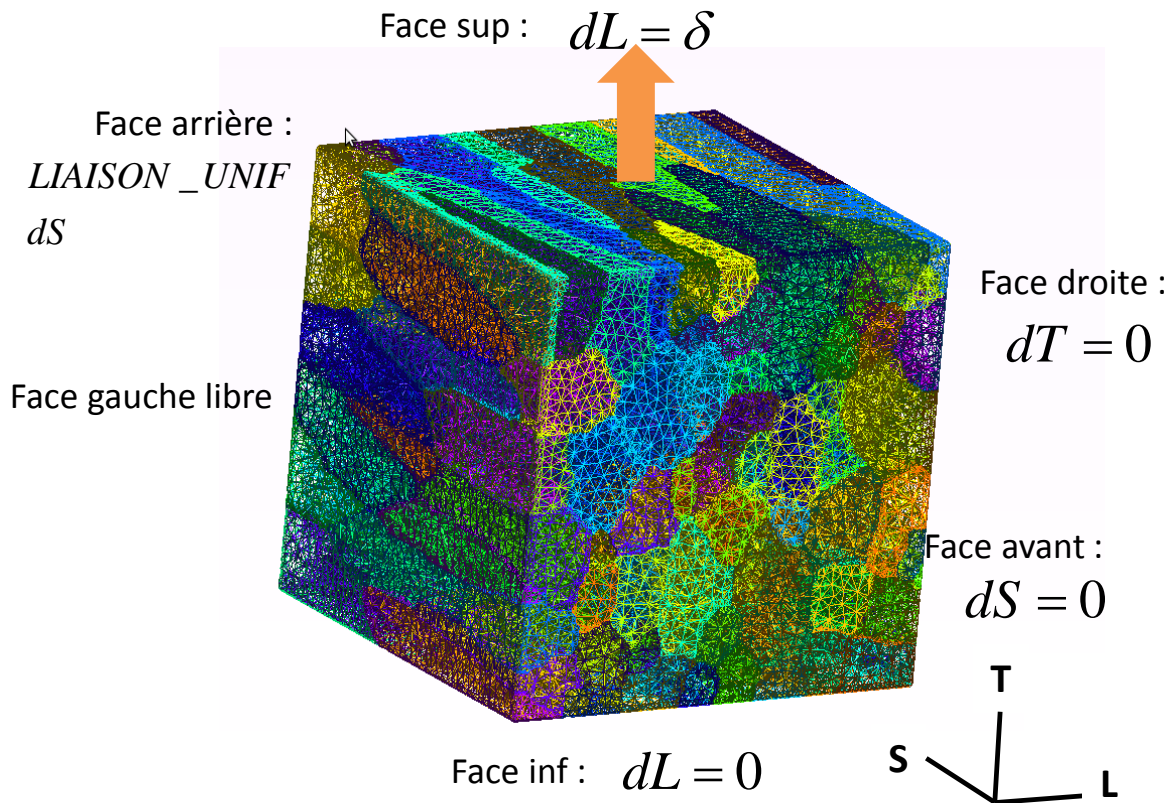 Face sup : dL = δ
Face arrière :
LIAISON _UNIF
dS
Face droite :
dT = 0
Face gauche libre
Face avant :
dS = 0
Face inf : dL = 0
T
S
L